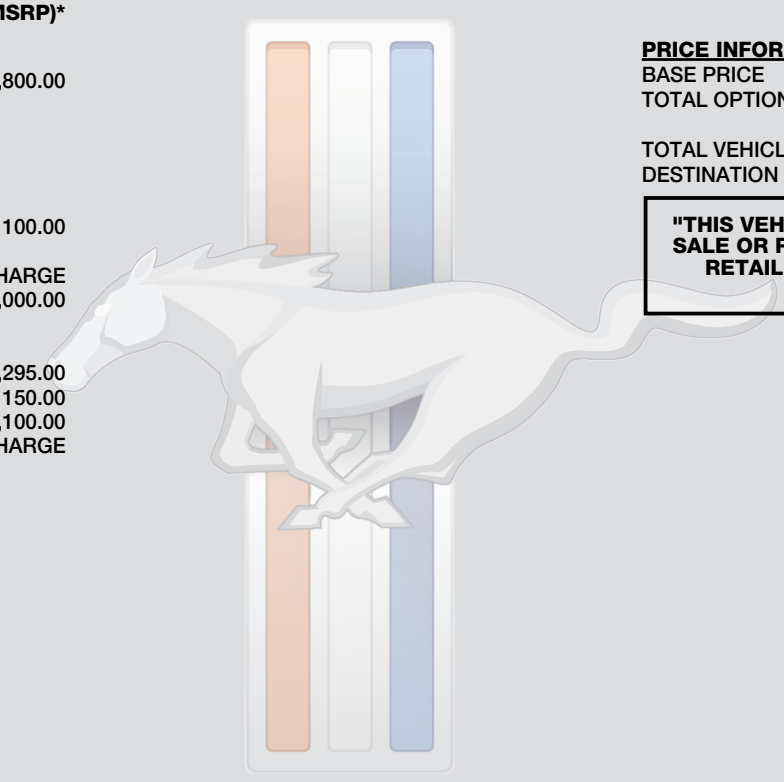 MSRP)*
,800.00
100.00
HARGE
,000.00
,295.00
150.00
,100.00
HARGE
PRICE INFOR
BASE PRICE
TOTAL OPTION
TOTAL VEHICL
DESTINATION
"THIS VEH
SALE OR F
RETAIL